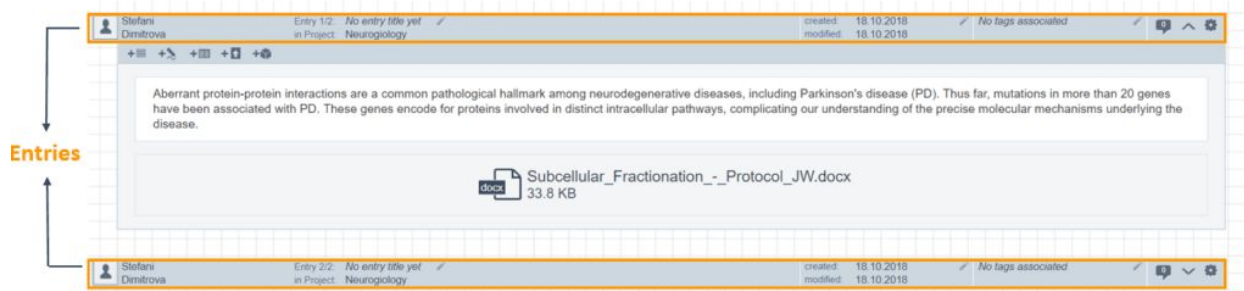 Stefani Entry 1/2: No entry title yet created: 18.10.2018 No tags associated 0
Dimitrova in Project: Neurogiology modified: 18.10.2018
Aberrant protein-protein interactions are a common pathological hallmark among neurodegenerative diseases, including Parkinson's disease (PD). Thus far, mutations in more than 20 genes
have been associated with PD. These genes encode for proteins involved in distinct intracellular pathways, complicating our understanding of the precise molecular mechanisms underlying the
disease.
Entries
docx Subcellular_Fractionation_-_Protocol_JW.docx
33.8 KB
Stefani Entry 2/2: No entry title yet created: 18.10.2018 No tags associated 0
Dimitrova in Project: Neurogiology modified: 18.10.2018